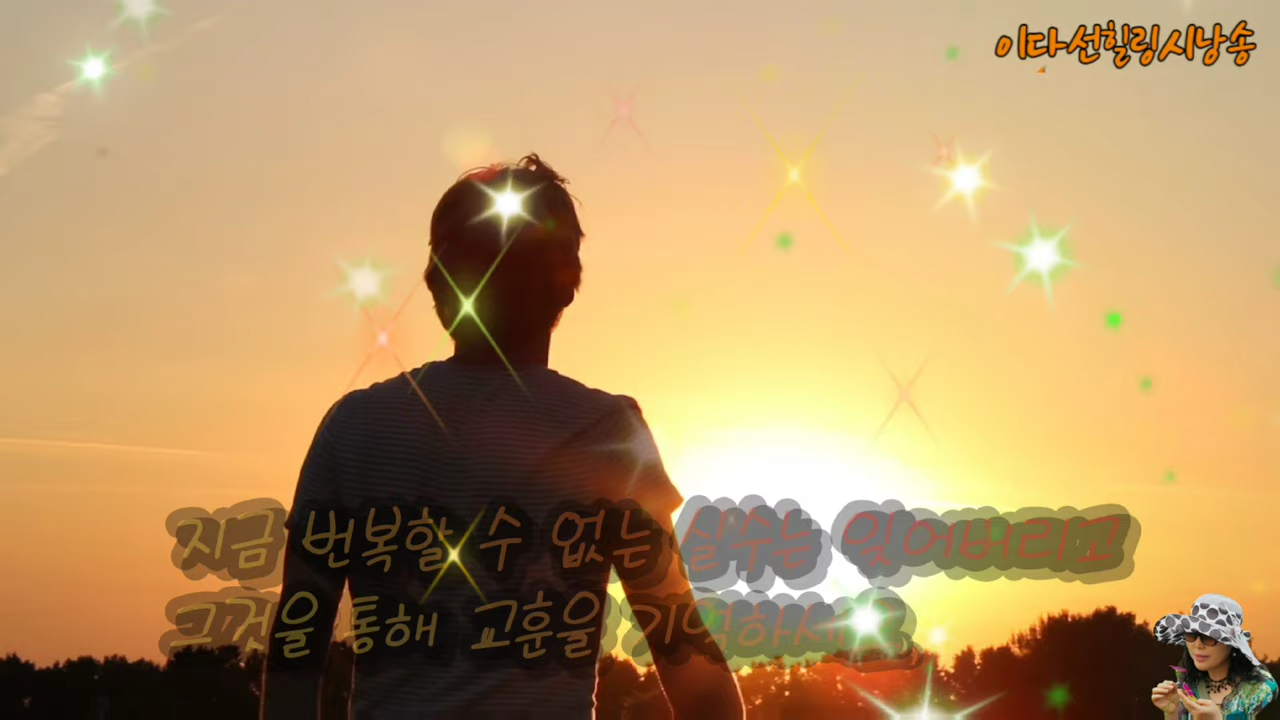 이다선힐링시낭송
지금 번복할 수 없는 실수는 잊어버리고
그것을 통해 교훈을 기억하세요